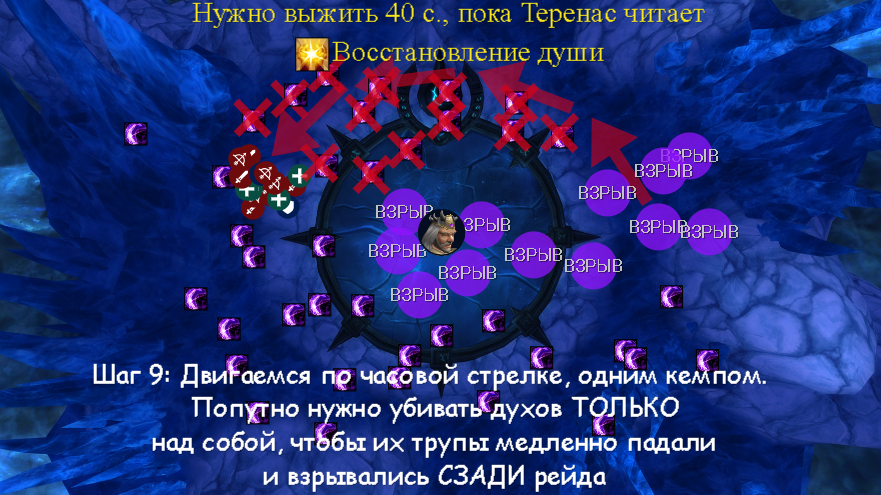 Нужно выжить 40 с., пока Теренас читает
Восстановление души
ВЗРЫВ
ВЗРЫВ
ВЗРЫВ
ВЗРЫВ
ВЗРЫВ
ВЗРЫВ
ВЗРЫВ
ВЗРЫВ
ВЗРЫВ
ВЗРЫВ
ВЗРЫВ
ВЗРЫВ
Шаг 9: Двигаемся по часовой стрелке, одним кемпом.
Попутно нужно убивать духов ТОЛЬКО
над собой, чтобы их трупы медленно падали
и взрывались СЗАДИ рейда